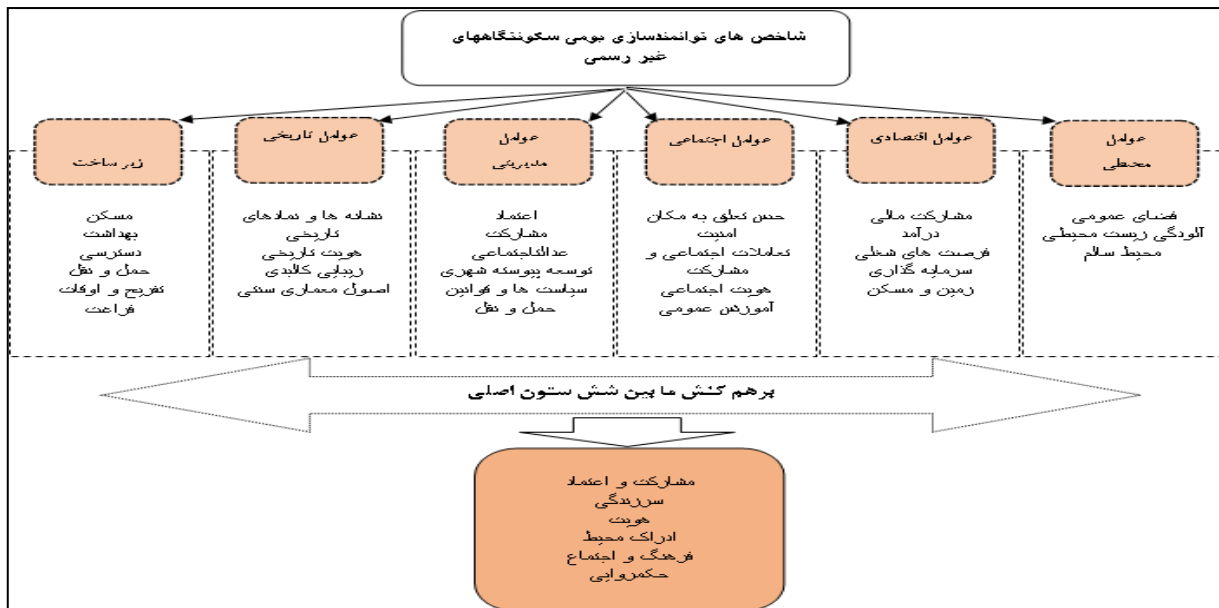 شاخص های توانمندسازی بومی سکونتگاههای
غیر رسمی
عوامل
محیطی
فضای عمومی
آلودگی زیست محیطی
محیط سالم
عوامل اقتصادی
مشارکت مالی
درآمد
فرصت های شغلی
سرمایه گذاری
زمین و مسکن
عوامل اجتماعی
حس تعلق به مکان
امنیت
تعاملات اجتماعی و
مشارکت
هویت اجتماعی
آموزش عمومی
عوامل
مدیریتی
اعتماد
مشارکت
عدالتاجتماعی
توسعه پیوسته شهری
سیاست ها و قوانین
حمل و نقل
عوامل تاریخی
نشانه ها و نمادهای
تاریخی
هویت تاریخی
زیبایی کالبدی
اصول معماری سنتی
زیر ساخت
مسکن
بهداشت
دسترسی
حمل و نقل
تفریح و اوقات
فراغت
برهم کنش ما بین شش ستون اصلی
مشارکت و اعتماد
سرزندگی
هویت
ادراک محیط
فرهنگ و اجتماع
حکمروایی